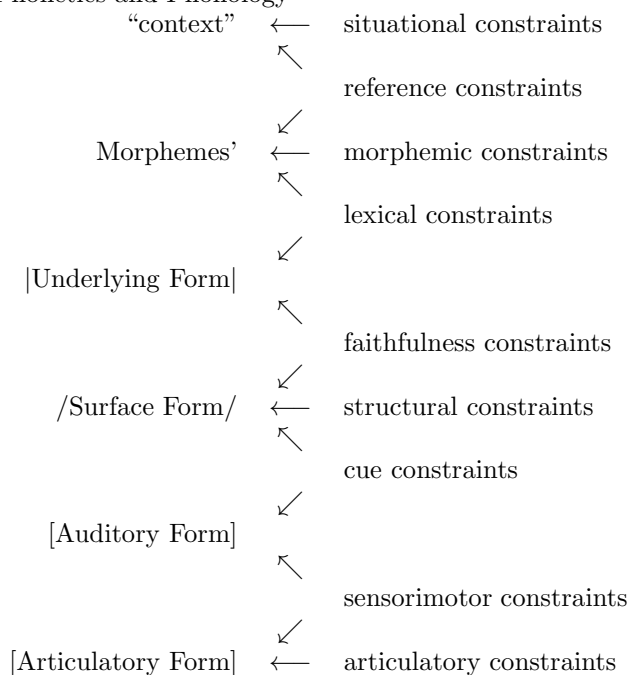 Phonetics and Phonology
“context” ← situational constraints
↖
reference constraints
↙
Morphemes’ ← morphemic constraints
↖
lexical constraints
↙
|Underlying Form|
↖
faithfulness constraints
↙
/Surface Form/ ← structural constraints
↖
cue constraints
↙
[Auditory Form]
↖
sensorimotor constraints
↙
[Articulatory Form] ← articulatory constraints